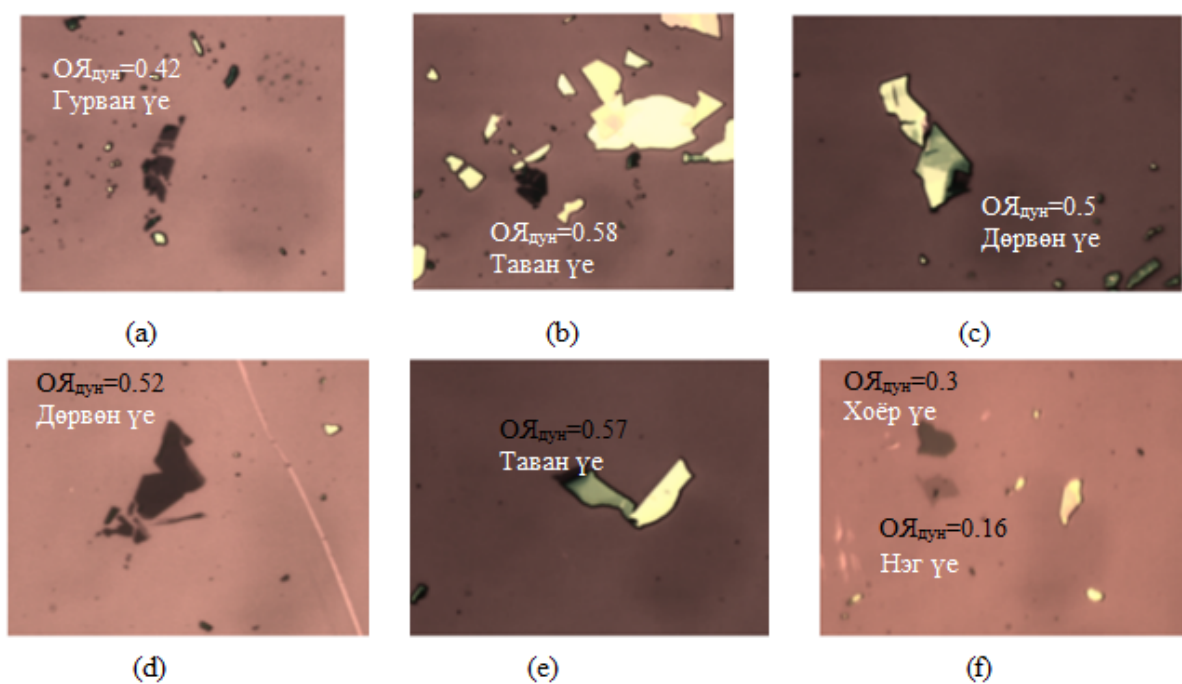 ОЯдун=0.42
Гурван үе
ОЯдун=0.58
Таван үе
ОЯдун=0.5
Дөрвөн үе
(a)
(b)
(c)
ОЯдун=0.52
Дөрвөн үе
ОЯдун=0.57
Таван үе
ОЯдун=0.3
Хоёр үе
ОЯдун=0.16
Нэг үе
(d)
(e)
(f)